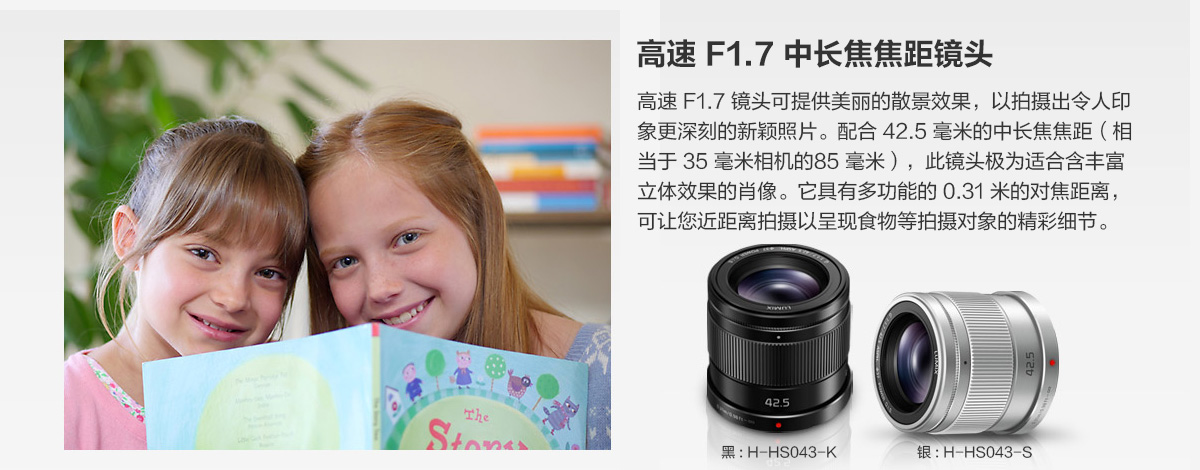 高速 F1.7 中长焦焦距镜头
高速 F1.7 镜头可提供美丽的散景效果，以拍摄出令人印
象更深刻的新颖照片。配合 42.5 毫米的中长焦焦距（相
当于 35 毫米相机的85 毫米），此镜头极为适合含丰富
立体效果的肖像。它具有多功能的 0.31 米的对焦距离，
可让您近距离拍摄以呈现食物等拍摄对象的精彩细节。
The
Story
LUMIX
42.5
LUMIX
42.5
黑：H-HS043-K
银：H-HS043-S